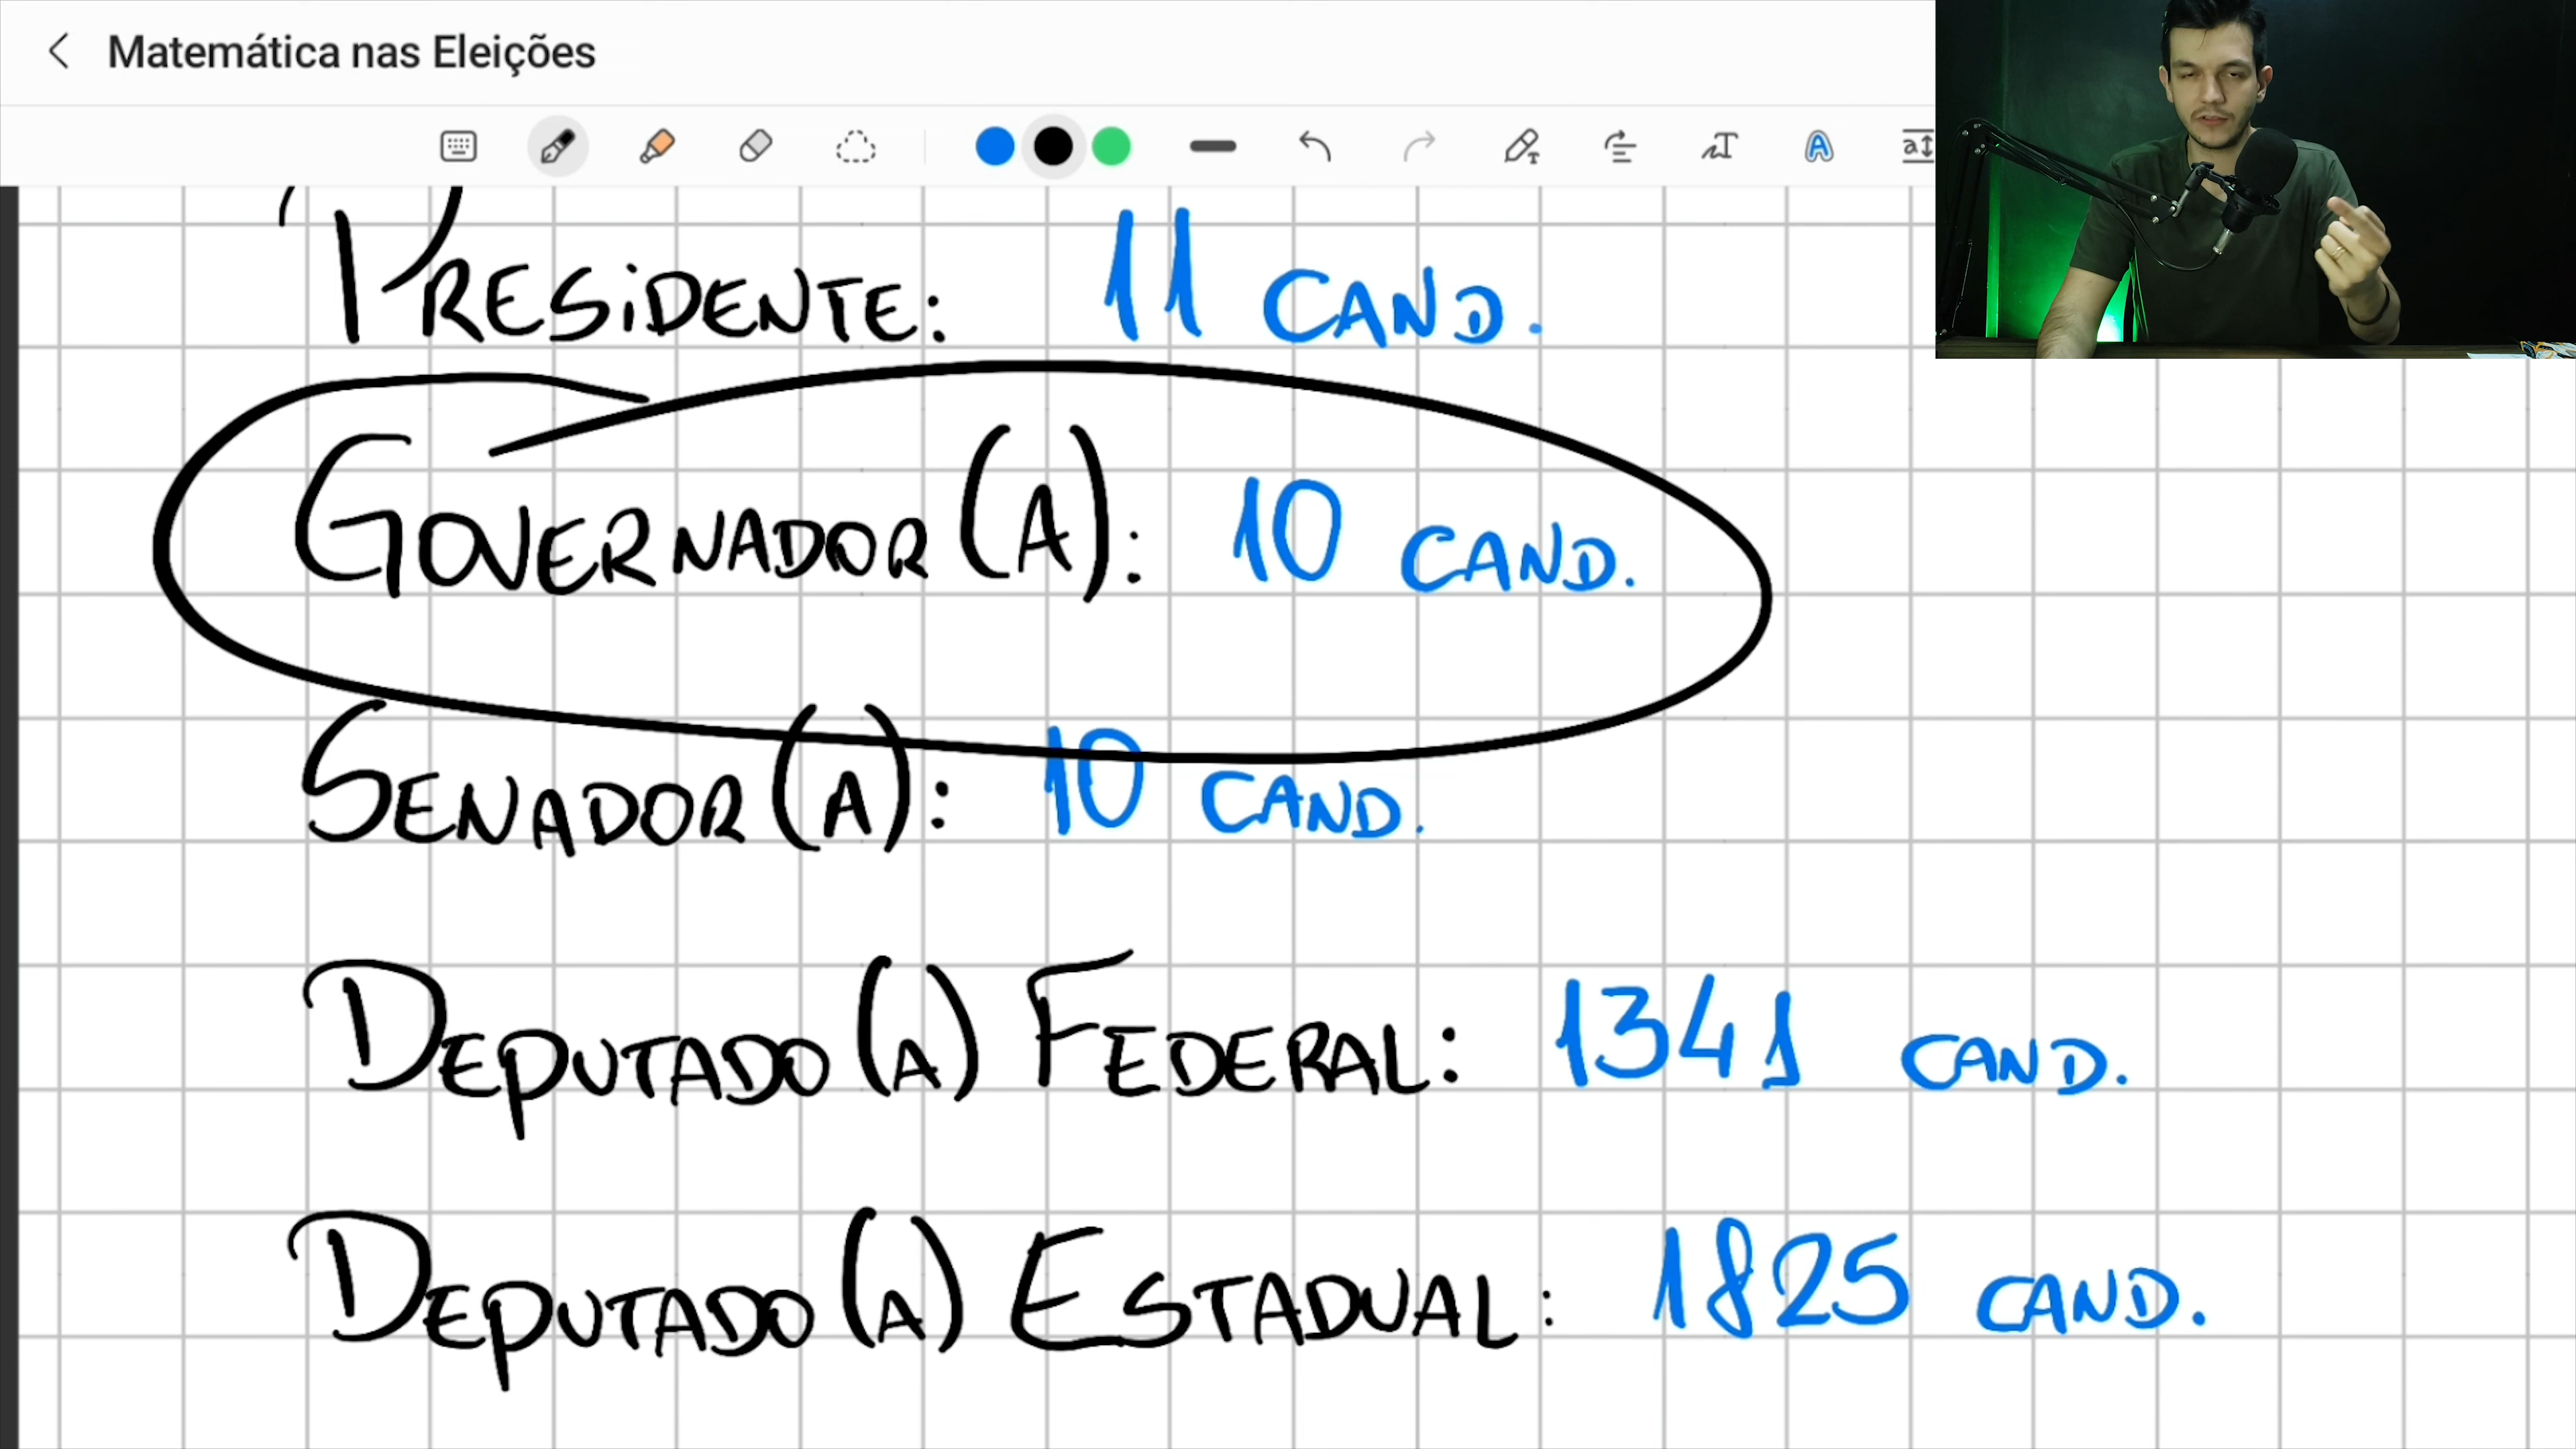 Matemática nas Eleições
PRESIDENTE: 11 CAND.
GOVERNADOR(A): 10 CAND.
SENADOR(A): 10 CAND.
DEPUTADO(A) FEDERAL: 1341 CAND.
DEPUTADO(A) ESTADUAL: 1825 CAND.